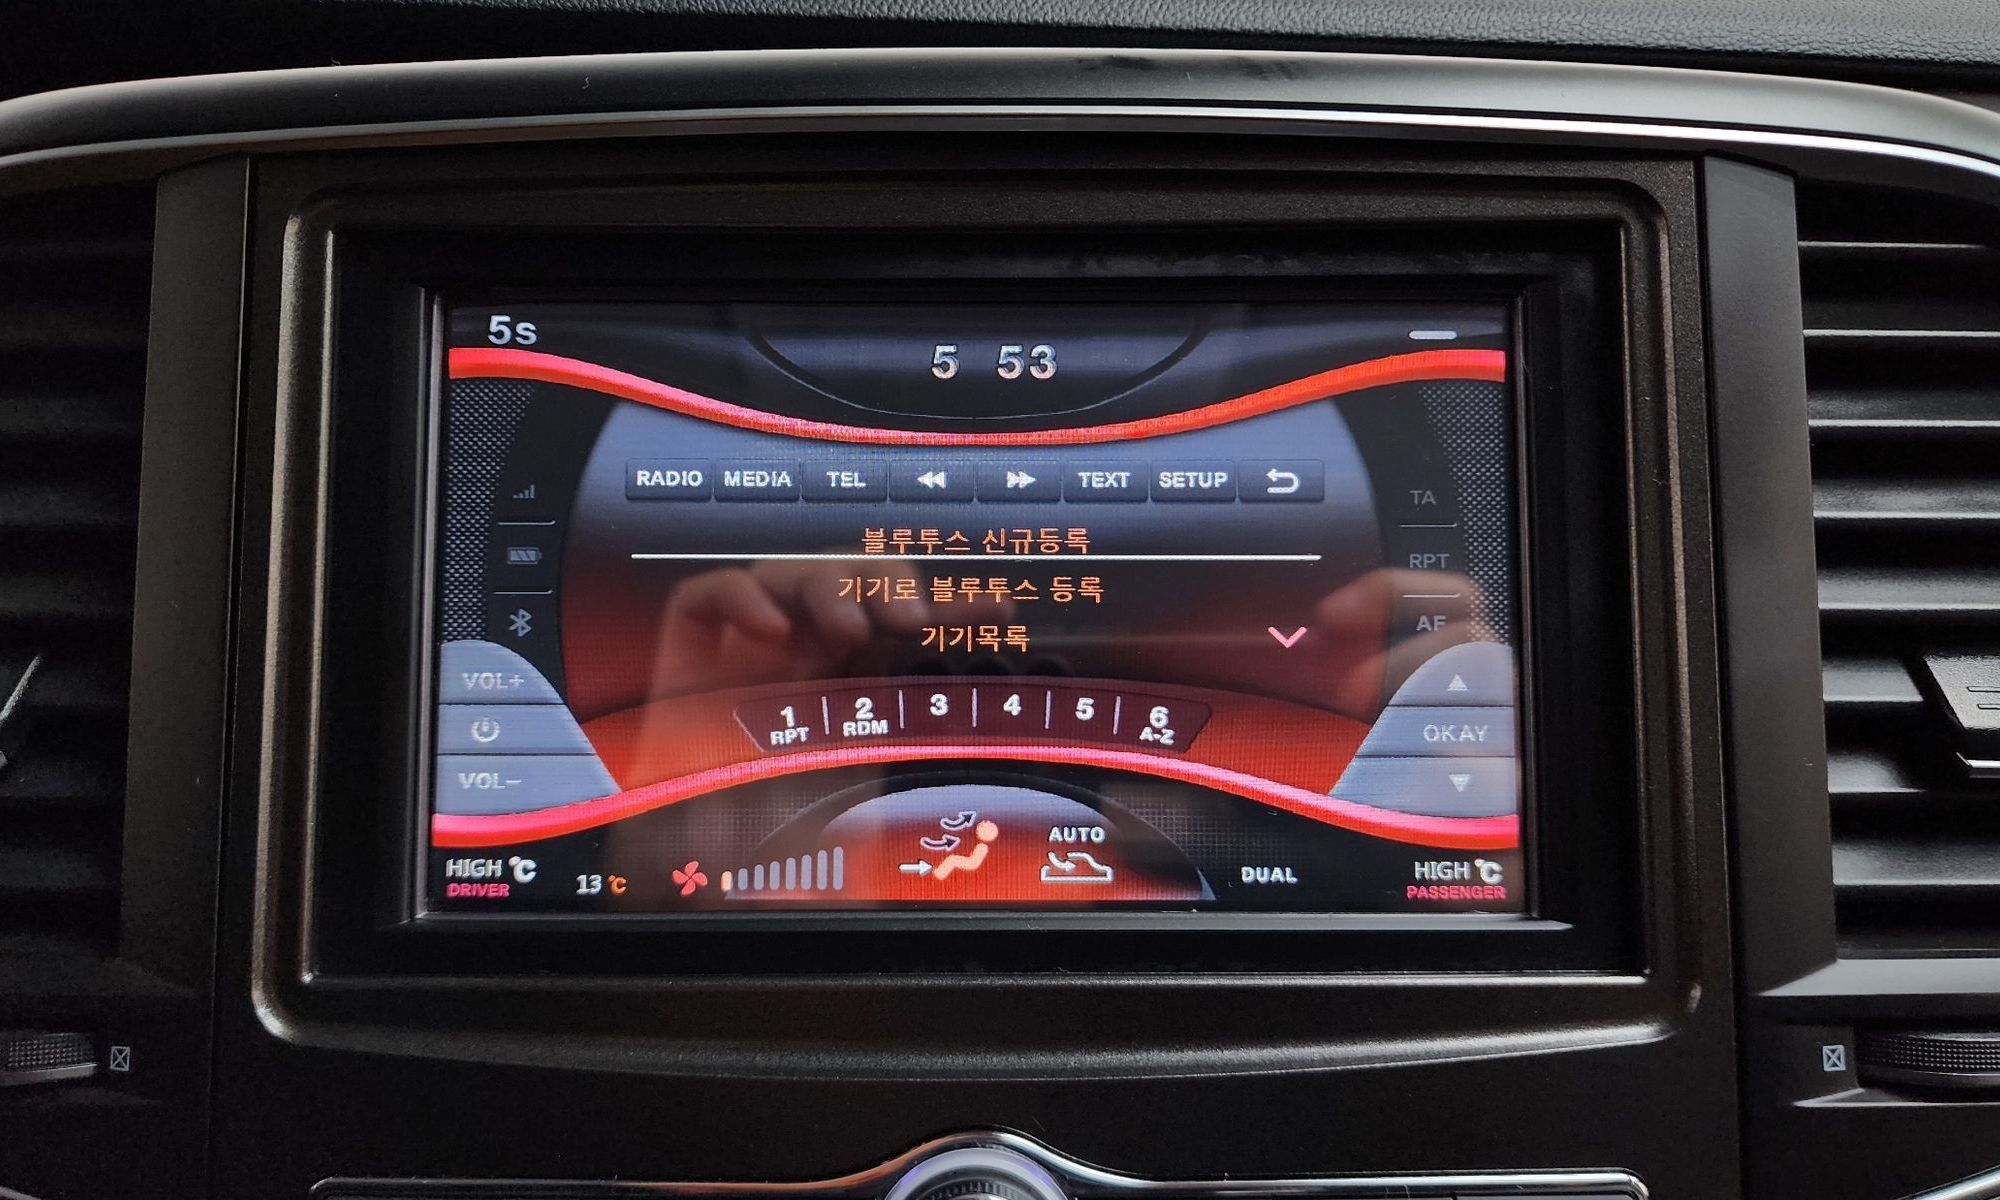 5s
5 53
RADIO MEDIA TEL TEXT SETUP
블루투스 신규등록
기기로 블루투스 등록
기기목록
TA
RPT
AF
VOL+
VOL-
OKAY
1 2 3 4 5 6
RPT RDM A-Z
AUTO
HIGH °C 13 °C DUAL HIGH °C
DRIVER PASSENGER